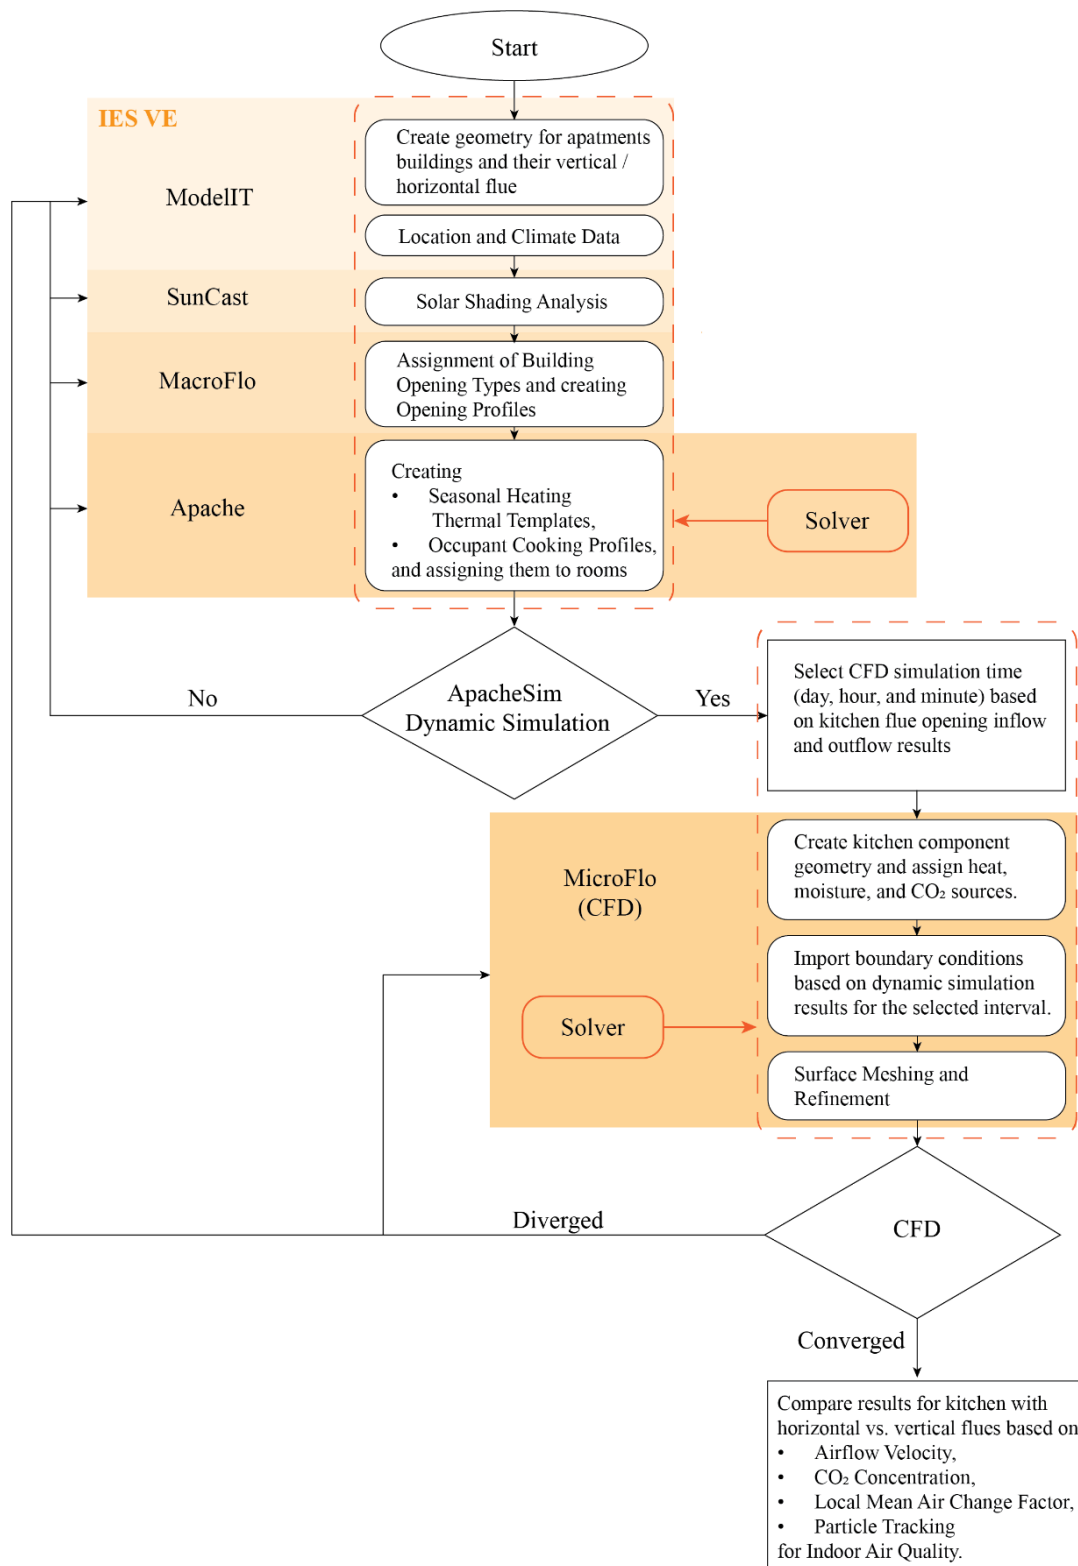 Start
IES VE
Create geometry for apatments
buildings and their vertical /
horizontal flue
ModelIT
Location and Climate Data
SunCast
Solar Shading Analysis
MacroFlo
Assignment of Building
Opening Types and creating
Opening Profiles
Apache
Creating
• Seasonal Heating
Thermal Templates,
• Occupant Cooking Profiles,
and assigning them to rooms
Solver
No
ApacheSim
Dynamic Simulation
Yes
Select CFD simulation time
(day, hour, and minute) based
on kitchen flue opening inflow
and outflow results
MicroFlo
(CFD)
Create kitchen component
geometry and assign heat,
moisture, and CO₂ sources.
Import boundary conditions
based on dynamic simulation
results for the selected interval.
Solver
Surface Meshing and
Refinement
Diverged
CFD
Converged
Compare results for kitchen with
horizontal vs. vertical flues based on
• Airflow Velocity,
• CO₂ Concentration,
• Local Mean Air Change Factor,
• Particle Tracking
for Indoor Air Quality.